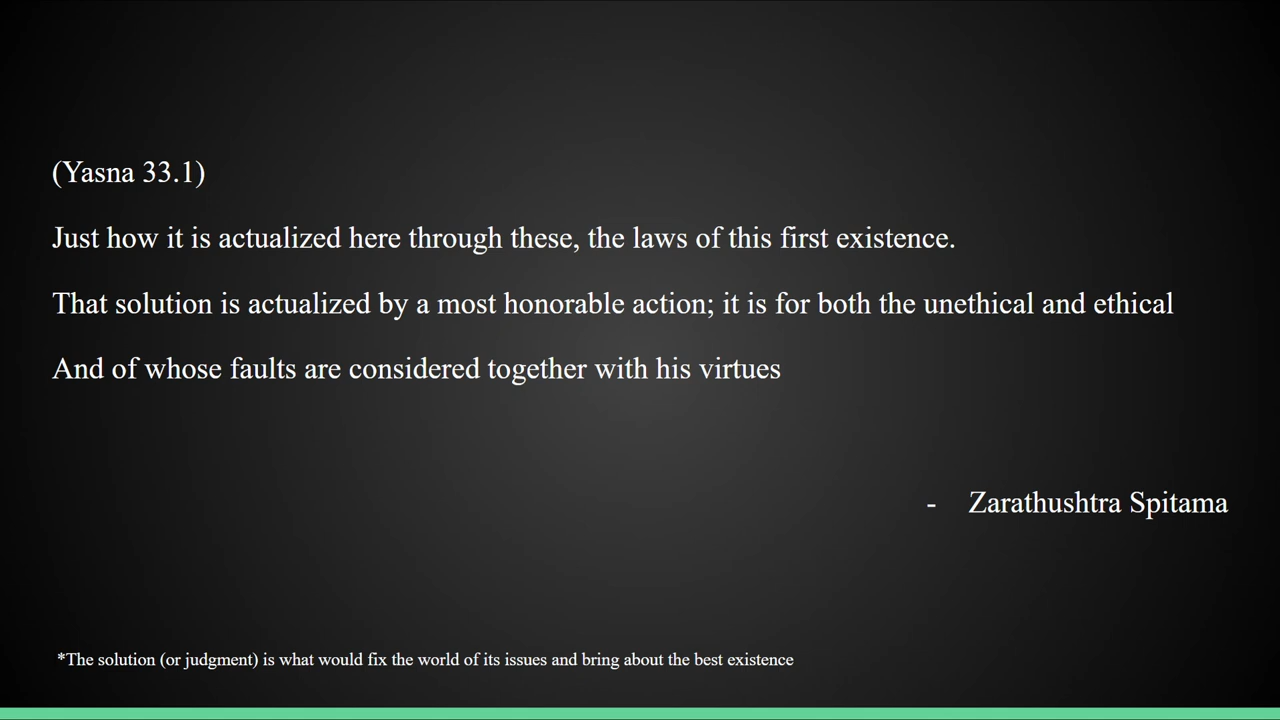 (Yasna 33.1)
Just how it is actualized here through these, the laws of this first existence.
That solution is actualized by a most honorable action; it is for both the unethical and ethical
And of whose faults are considered together with his virtues
- Zarathushtra Spitama
*The solution (or judgment) is what would fix the world of its issues and bring about the best existence